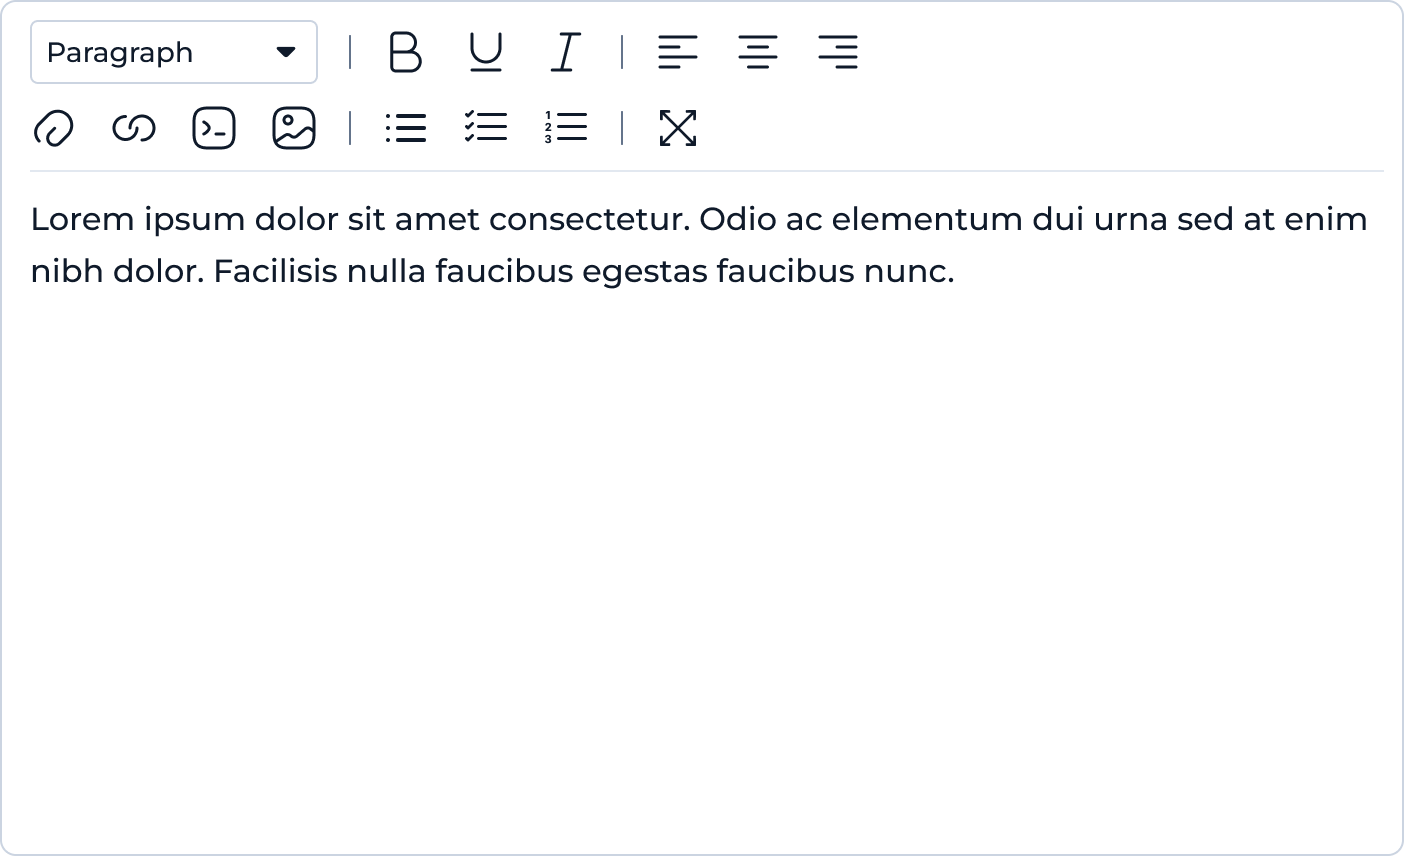 Paragraph
B U I
1
2
3
Lorem ipsum dolor sit amet consectetur. Odio ac elementum dui urna sed at enim
nibh dolor. Facilisis nulla faucibus egestas faucibus nunc.